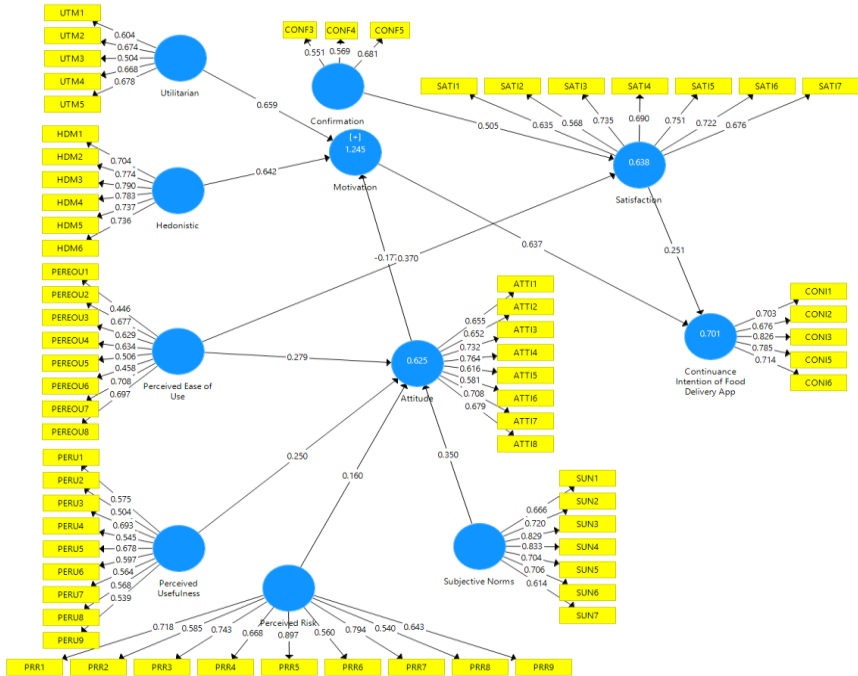 UTM1
UTM2
UTM3
UTM4
UTM5
0.604
0.674
0.504
0.668
0.678
Utilitarian
0.659
CONF3
CONF4
CONF5
0.551
0.569
0.681
Confirmation
0.505
[+]
1.245
Motivation
SATI1
SATI2
SATI3
SATI4
SATI5
SATI6
SATI7
0.635
0.568
0.735
0.690
0.751
0.722
0.676
0.638
Satisfaction
HDM1
HDM2
HDM3
HDM4
HDM5
HDM6
0.704
0.774
0.790
0.783
0.737
0.736
Hedonistic
0.642
0.370
0.637
0.251
PEREOU1
PEREOU2
PEREOU3
PEREOU4
PEREOU5
PEREOU6
PEREOU7
PEREOU8
0.446
0.677
0.629
0.634
0.506
0.458
0.708
0.697
Perceived Ease of
Use
0.279
0.625
Attitude
ATTI1
ATTI2
ATTI3
ATTI4
ATTI5
ATTI6
ATTI7
ATTI8
0.655
0.652
0.732
0.764
0.616
0.581
0.708
0.679
0.701
Continuance
Intention of Food
Delivery App
CONI1
CONI2
CONI3
CONI5
CONI6
0.703
0.676
0.826
0.785
0.714
PERU1
PERU2
PERU3
PERU4
PERU5
PERU6
PERU7
PERU8
PERU9
0.575
0.504
0.693
0.545
0.678
0.597
0.564
0.568
0.539
Perceived
Usefulness
0.250
0.160
0.350
Subjective Norms
SUN1
SUN2
SUN3
SUN4
SUN5
SUN6
SUN7
0.666
0.720
0.829
0.833
0.704
0.706
0.614
Perceived Risk
0.718
0.585
0.743
0.668
0.897
0.560
0.794
0.540
0.643
PRR1
PRR2
PRR3
PRR4
PRR5
PRR6
PRR7
PRR8
PRR9